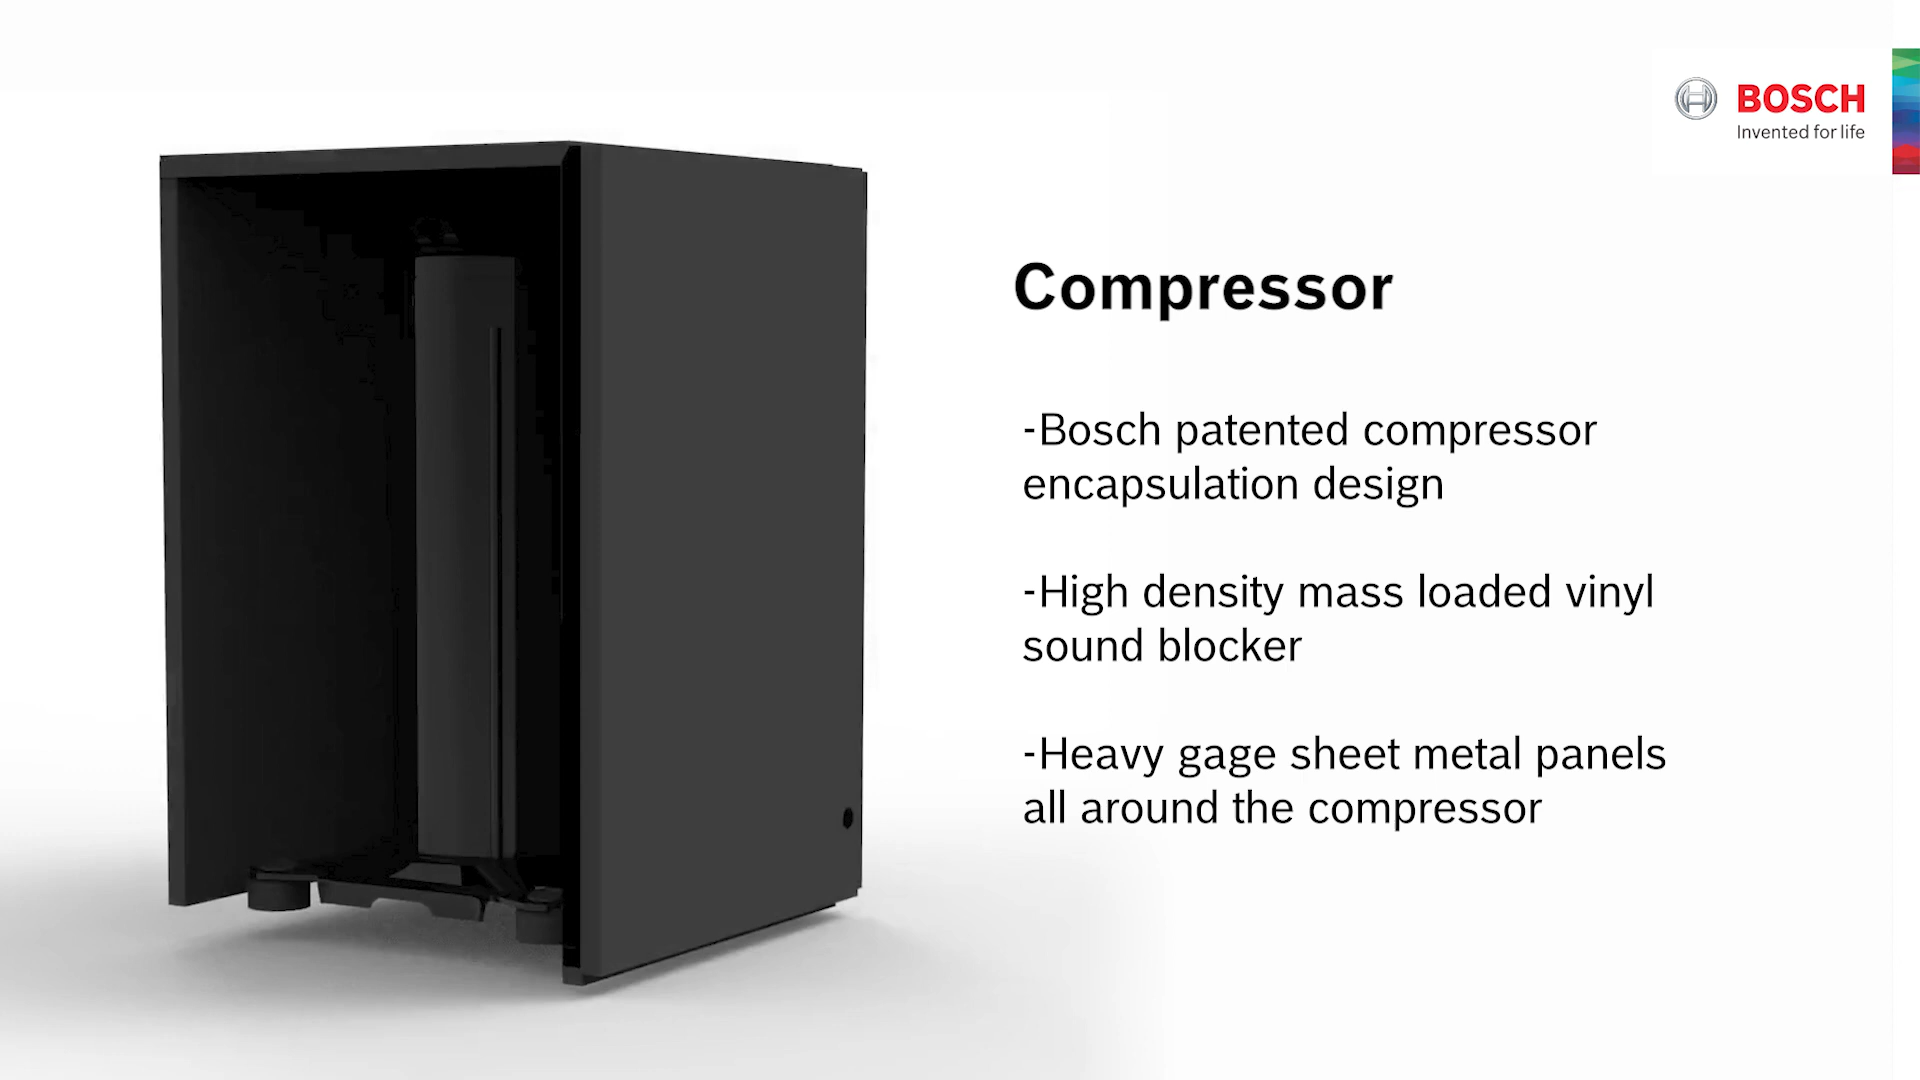 BOSCH
Invented for life
Compressor
-Bosch patented compressor
encapsulation design
-High density mass loaded vinyl
sound blocker
-Heavy gage sheet metal panels
all around the compressor